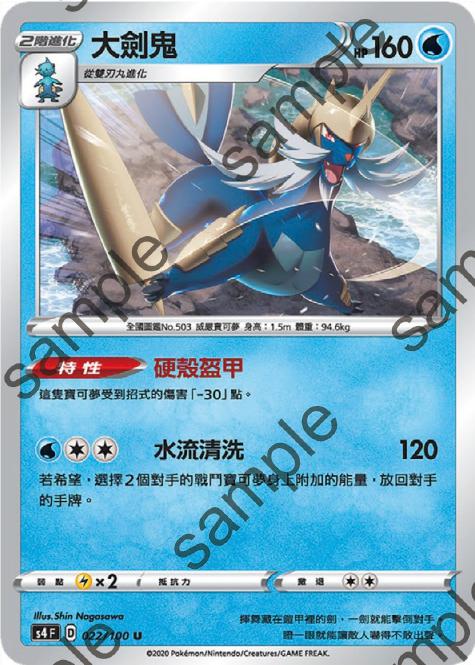 2階進化
大劍鬼
HP 160
從雙刃丸進化
sample
sample
sample
全國圖鑑No.503 威嚴寶可夢 身高：1.5m 體重：94.6kg
sample
sample
特性 硬殼盔甲
這隻寶可夢受到招式的傷害「-30」點。
sample
水流清洗 120
若希望，選擇2個對手的戰鬥寶可夢身上附加的能量，放回對手
的手牌。
sample
弱點 ×2 抵抗力 撤退
Illus.Shin Nagasawa
揮舞藏在鎧甲裡的劍，一劍就能擊倒對手，
s4 F D 022/100 U
瞪一眼就能讓敵人嚇得不敢出聲。
sample
sample
©2020 Pokémon/Nintendo/Creatures/GAME FREAK.